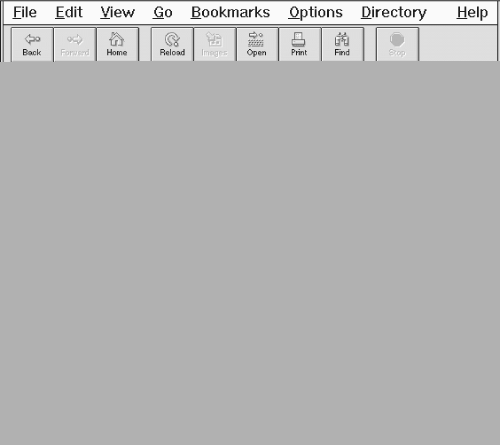 File Edit View Go Bookmarks Options Directory Help
Back Forward Home Reload Images Open Print Find Stop